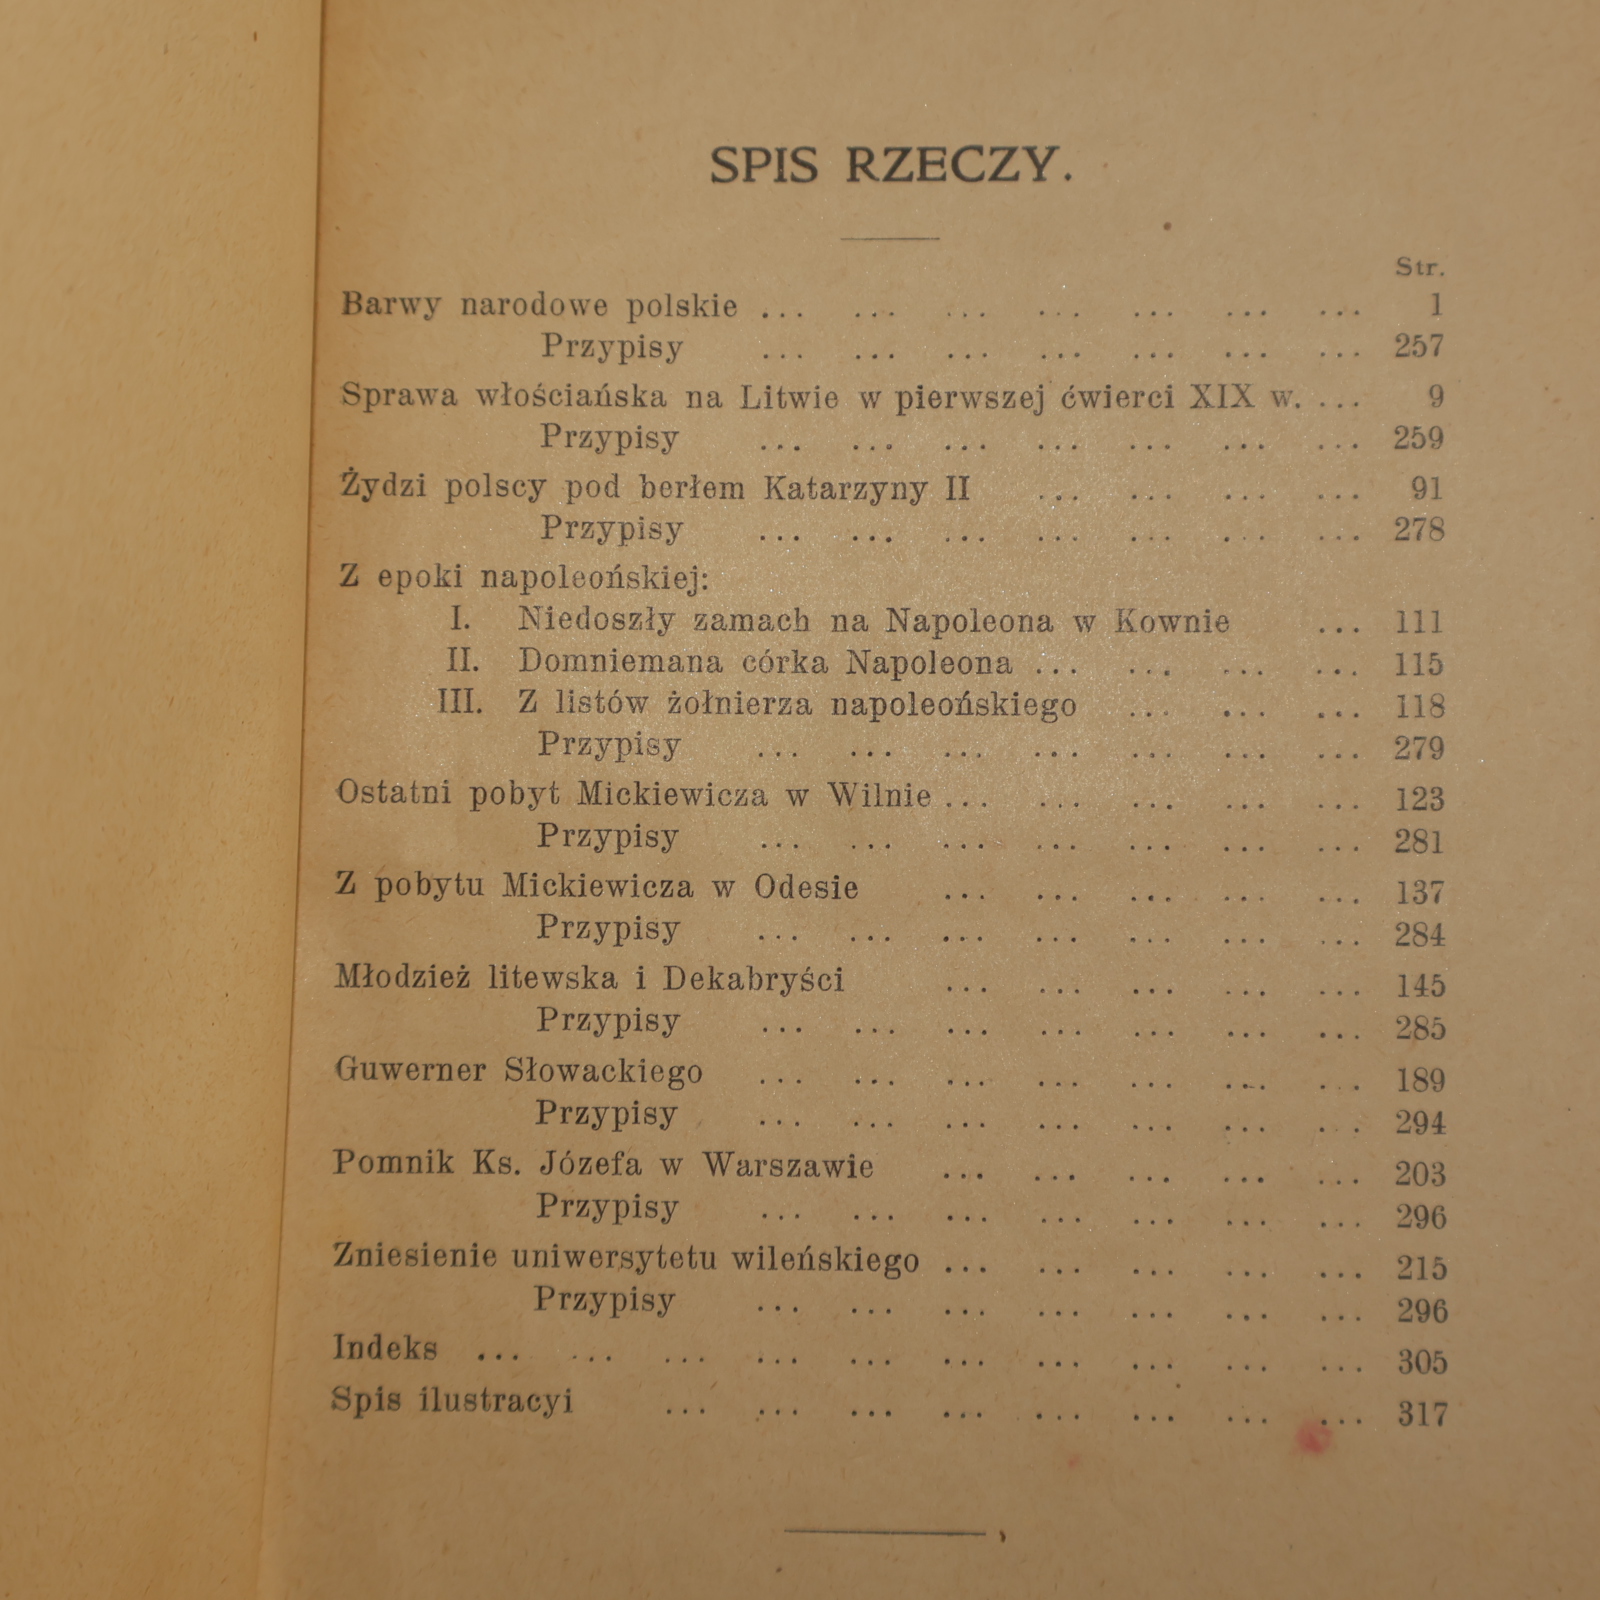 SPIS RZECZY.
Str.
Barwy narodowe polskie ... ... ... ... ... ... ... 1
Przypisy ... ... ... ... ... ... ... 257
Sprawa włościańska na Litwie w pierwszej ćwierci XIX w. ... 9
Przypisy ... ... ... ... ... ... ... 259
Żydzi polscy pod berłem Katarzyny II ... ... ... ... 91
Przypisy ... ... ... ... ... ... ... 278
Z epoki napoleońskiej:
I. Niedoszły zamach na Napoleona w Kownie ... 111
II. Domniemana córka Napoleona ... ... ... ... 115
III. Z listów żołnierza napoleońskiego ... ... ... 118
Przypisy ... ... ... ... ... ... ... 279
Ostatni pobyt Mickiewicza w Wilnie ... ... ... ... ... 123
Przypisy ... ... ... ... ... ... ... 281
Z pobytu Mickiewicza w Odesie ... ... ... ... ... 137
Przypisy ... ... ... ... ... ... ... 284
Młodzież litewska i Dekabryści ... ... ... ... ... 145
Przypisy ... ... ... ... ... ... ... 285
Guwerner Słowackiego ... ... ... ... ... ... ... 189
Przypisy ... ... ... ... ... ... ... 294
Pomnik Ks. Józefa w Warszawie ... ... ... ... ... 203
Przypisy ... ... ... ... ... ... ... 296
Zniesienie uniwersytetu wileńskiego ... ... ... ... ... 215
Przypisy ... ... ... ... ... ... ... 296
Indeks ... ... ... ... ... ... ... ... ... ... 305
Spis ilustracyi ... ... ... ... ... ... ... ... 317